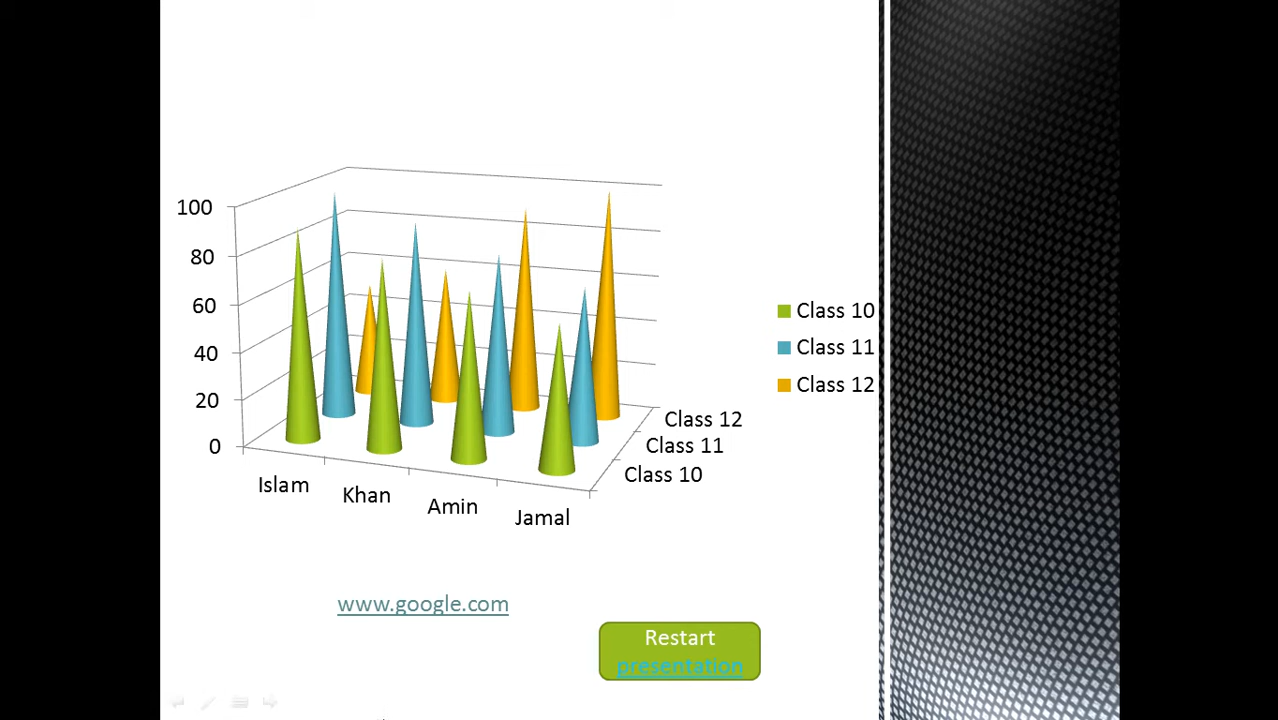 100
80
60
40
20
0
Islam
Khan
Amin
Jamal
Class 12
Class 11
Class 10
Class 10
Class 11
Class 12
www.google.com
Restart
presentation